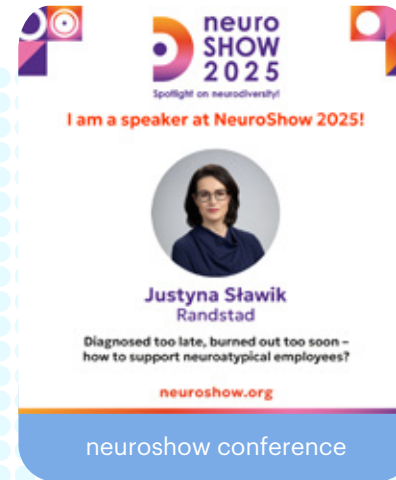 neuro
SHOW
2025
Spotlight on neurodiversity!
I am a speaker at NeuroShow 2025!
Justyna Sławik
Randstad
Diagnosed too late, burned out too soon –
how to support neuroatypical employees?
neuroshow.org
neuroshow conference